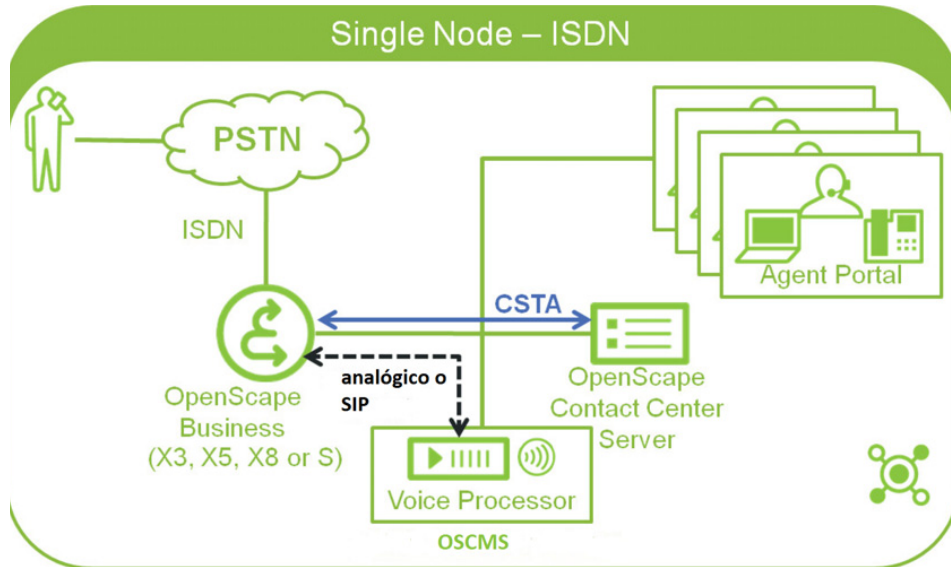 Single Node – ISDN
PSTN
ISDN
Agent Portal
CSTA
analógico o
SIP
OpenScape
Business
(X3, X5, X8 or S)
OpenScape
Contact Center
Server
Voice Processor
OSCMS